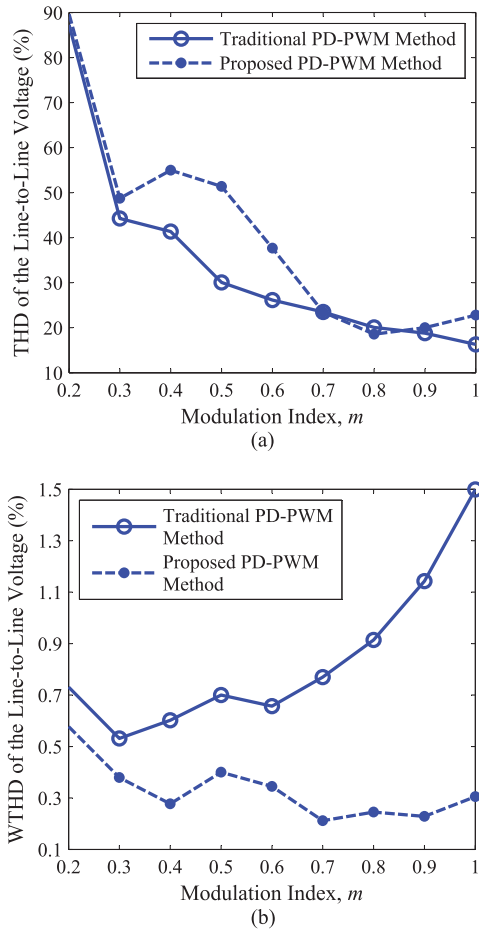 90
80
70
60
50
40
30
20
10
THD of the Line-to-Line Voltage (%)
Traditional PD-PWM Method
Proposed PD-PWM Method
0.2 0.3 0.4 0.5 0.6 0.7 0.8 0.9 1
Modulation Index, m
(a)
1.5
1.3
1.1
0.9
0.7
0.5
0.3
0.1
WTHD of the Line-to-Line Voltage (%)
Traditional PD-PWM
Method
Proposed PD-PWM
Method
0.2 0.3 0.4 0.5 0.6 0.7 0.8 0.9 1
Modulation Index, m
(b)